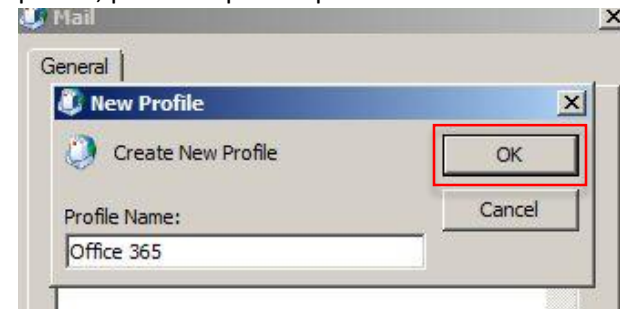 Mail
General
New Profile
Create New Profile
OK
Profile Name:
Cancel
Office 365